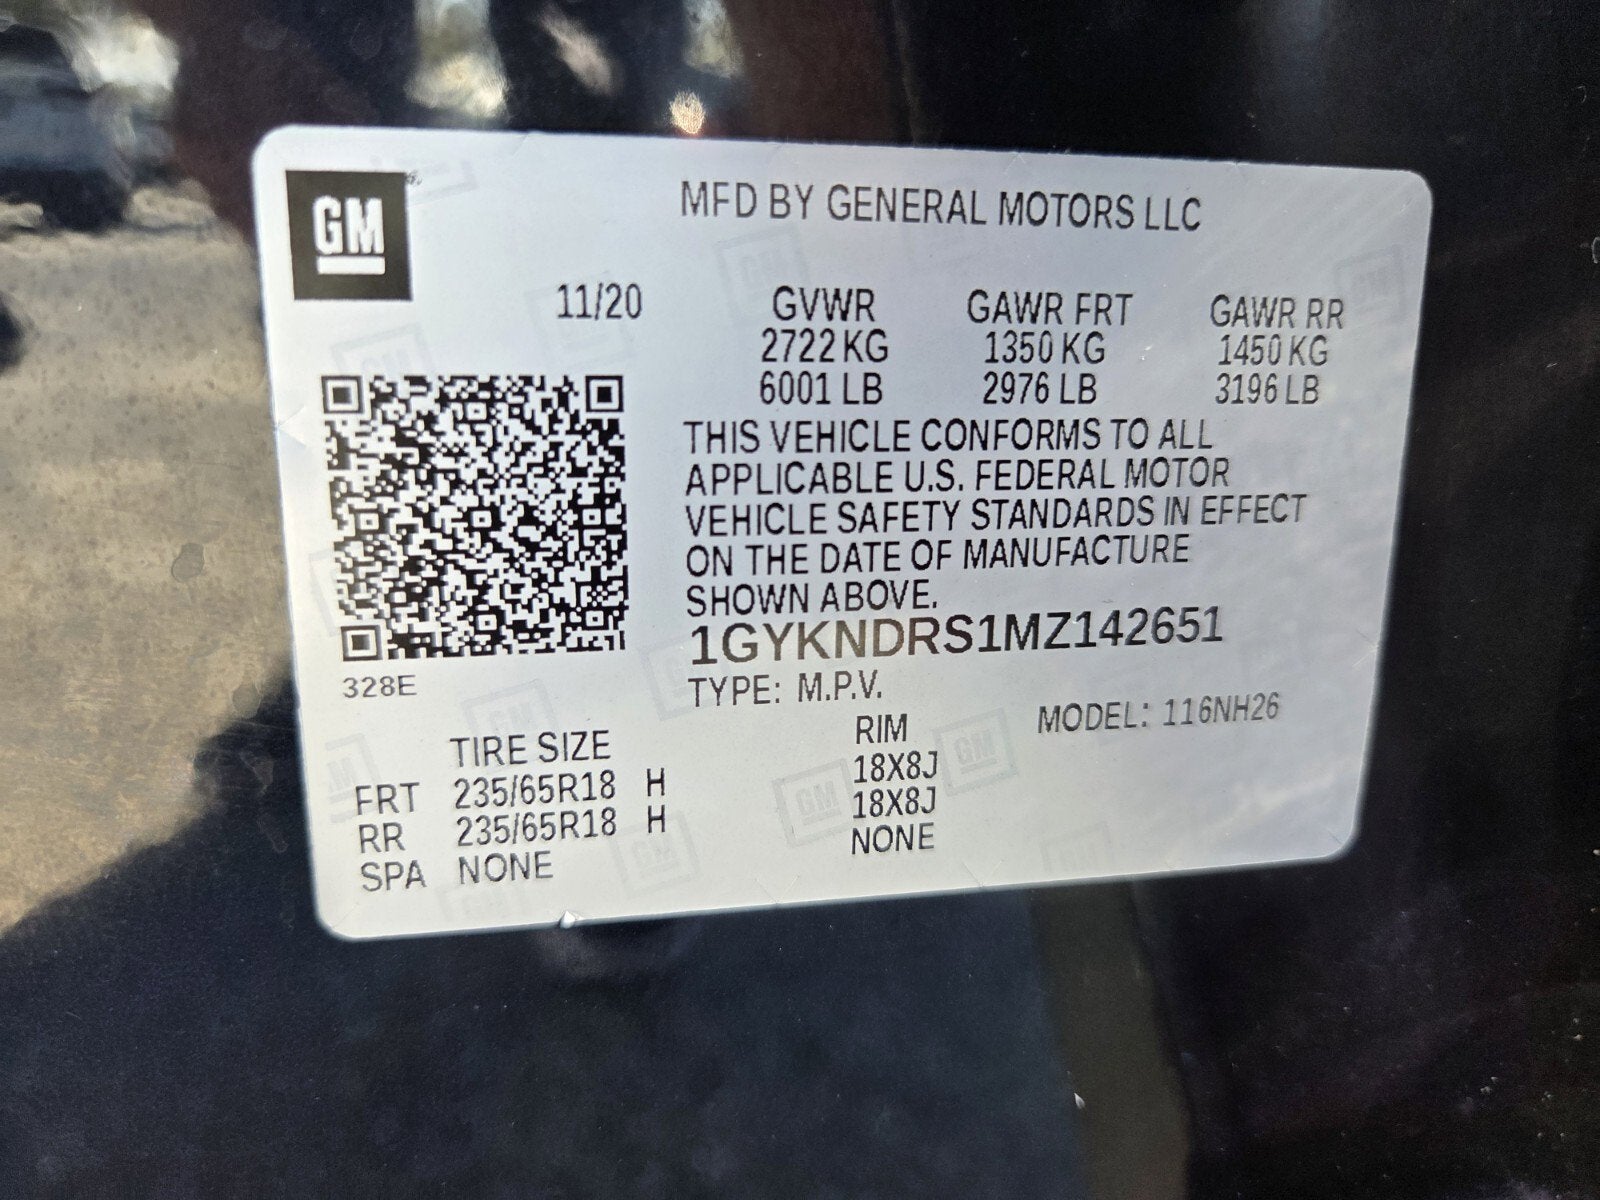 GM
MFD BY GENERAL MOTORS LLC
11/20
GVWR GAWR FRT GAWR RR
2722 KG 1350 KG 1450 KG
6001 LB 2976 LB 3196 LB
THIS VEHICLE CONFORMS TO ALL
APPLICABLE U.S. FEDERAL MOTOR
VEHICLE SAFETY STANDARDS IN EFFECT
ON THE DATE OF MANUFACTURE
SHOWN ABOVE.
1GYKNDRS1MZ142651
328E
TYPE: M.P.V.
MODEL: 116NH26
TIRE SIZE RIM
FRT 235/65R18 H 18X8J
RR 235/65R18 H 18X8J
SPA NONE NONE